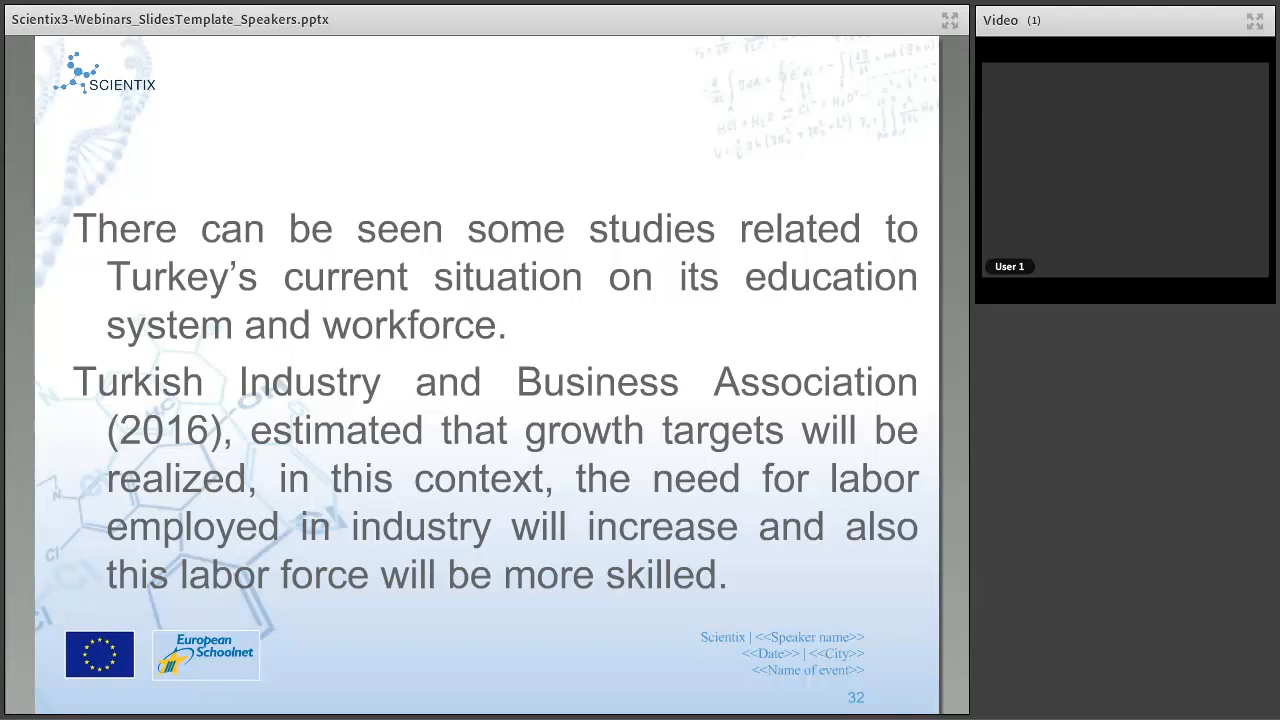 Scientix3-Webinars_SlidesTemplate_Speakers.pptx
Video (1)
SCIENTIX
User 1
There can be seen some studies related to
Turkey’s current situation on its education
system and workforce.
Turkish Industry and Business Association
(2016), estimated that growth targets will be
realized, in this context, the need for labor
employed in industry will increase and also
this labor force will be more skilled.
European
Schoolnet
Scientix | <<Speaker name>>
<<Date>> | <<City>>
<<Name of event>>
32